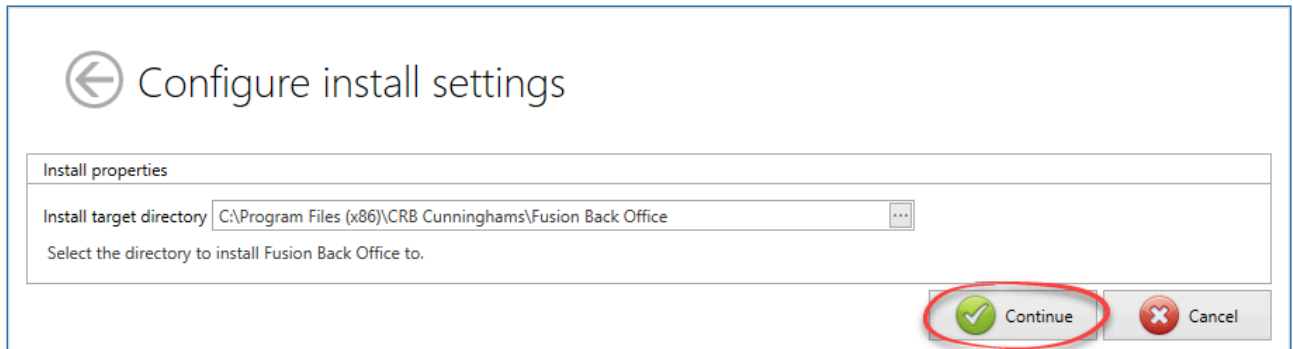 Configure install settings
Install properties
Install target directory C:\Program Files (x86)\CRB Cunninghams\Fusion Back Office ...
Select the directory to install Fusion Back Office to.
Continue Cancel